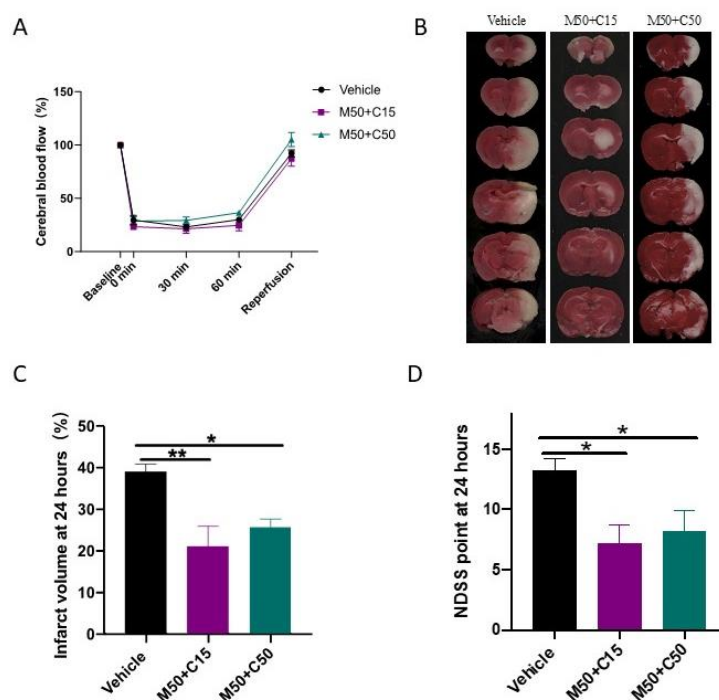 A
Cerebral blood flow (%)
150
100
50
0
Baseline
0 min
30 min
60 min
Reperfusion
Vehicle
M50+C15
M50+C50
B
Vehicle
M50+C15
M50+C50
C
Infarct volume at 24 hours (%)
50
40
30
20
10
0
*
**
Vehicle
M50+C15
M50+C50
D
NDSS point at 24 hours
15
10
5
0
*
*
Vehicle
M50+C15
M50+C50